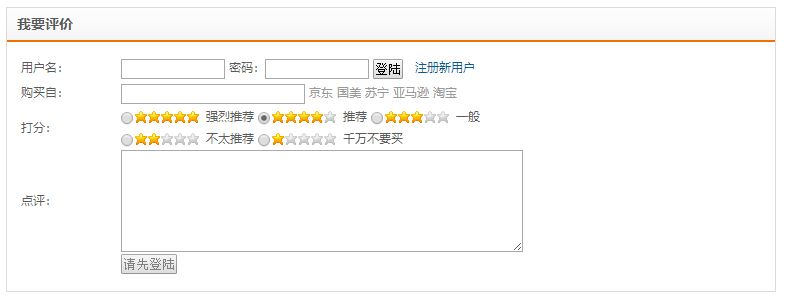 我要评价
用户名: 密码: 登陆 注册新用户
购买自: 京东 国美 苏宁 亚马逊 淘宝
打分: 强烈推荐 推荐 一般
不太推荐 千万不要买
点评:
请先登陆